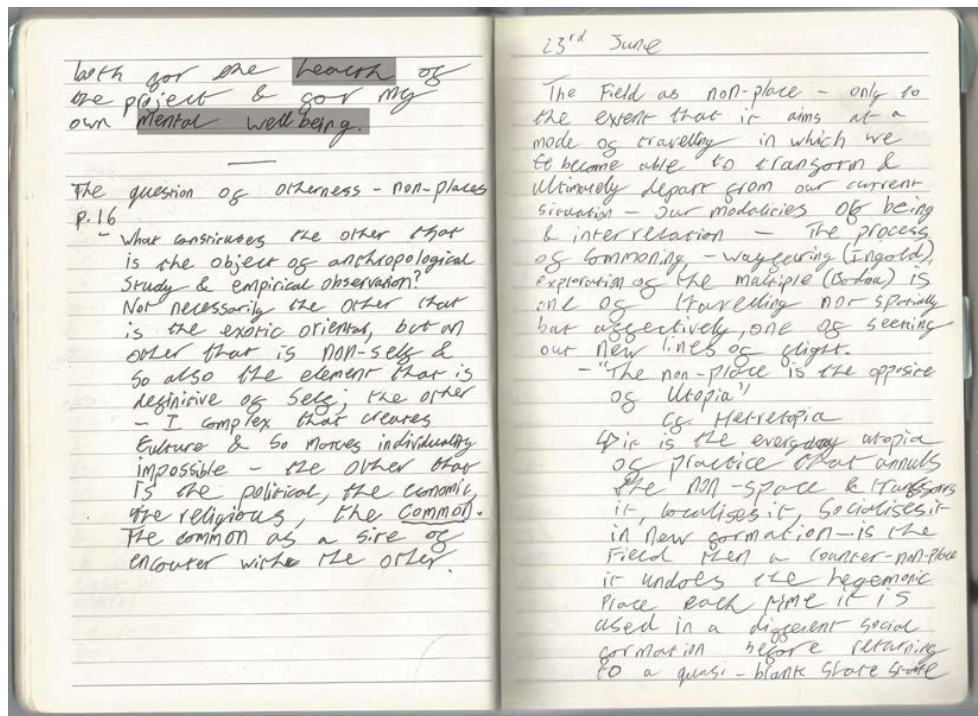 both for the health of
the project & for my
own mental wellbeing.
The question of otherness - non-places
p.16
- What constitutes the other that
is the object of anthropological
study & empirical observation?
Not necessarily the other that
is the exotic oriental, but an
other that is non-self &
so also the element that is
definitive of self; the other
- I complex that creates
culture & so makes individuality
impossible - the other that
is the political, the economic,
the religious, the Common.
The common as a site of
encouter withe the other.
23rd June
The Field as non-place - only to
the extent that it aims at a
mode of travelling in which we
become able to transform &
ultimately depart from our current
situation - our modalities of being
& interrelation - The process
of commoning, - wayfaring (Ingold),
exploration of the multiple is
one of travelling not spatially
but affectively, one of seeking
out new lines of flight.
- "The non-place is the opposite
of Utopia"
Cf. Hetretopia
↳ it is the everyday utopia
of practice that annuls
the non-space & transforms
it, localises it, socialises it
in new formation - is the
Field then a counter-non-place
it undoes the hegemonic
place each time it is
used in a different social
formation before returning
to a quasi-blank slate state